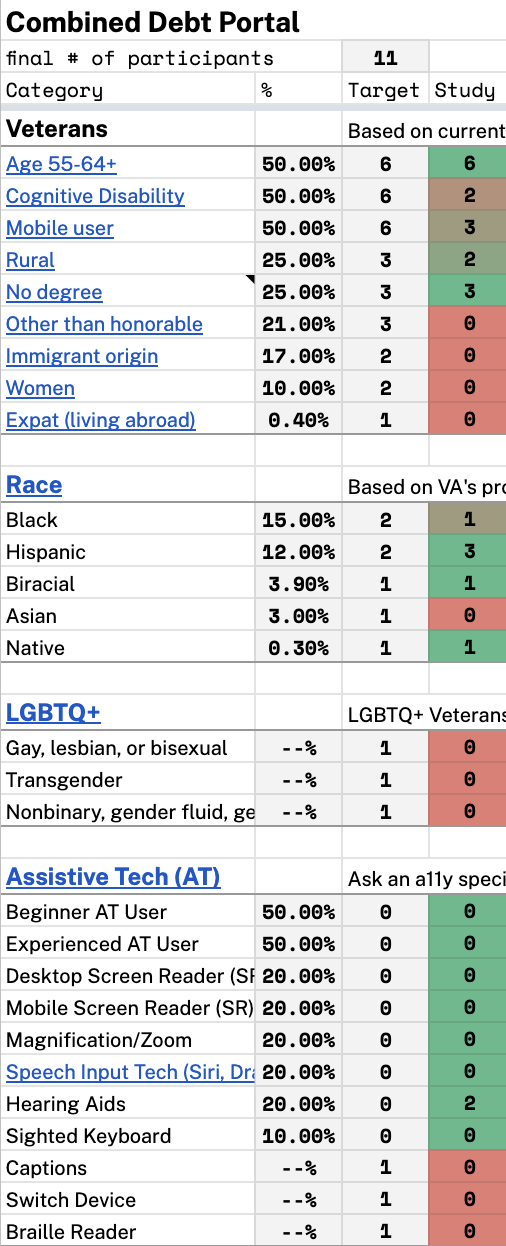 Combined Debt Portal
final # of participants 11
Category % Target Study
Veterans Based on current
Age 55-64+ 50.00% 6 6
Cognitive Disability 50.00% 6 2
Mobile user 50.00% 6 3
Rural 25.00% 3 2
No degree 25.00% 3 3
Other than honorable 21.00% 3 0
Immigrant origin 17.00% 2 0
Women 10.00% 2 0
Expat (living abroad) 0.40% 1 0
Race Based on VA's pro
Black 15.00% 2 1
Hispanic 12.00% 2 3
Biracial 3.90% 1 1
Asian 3.00% 1 0
Native 0.30% 1 1
LGBTQ+ LGBTQ+ Veterans
Gay, lesbian, or bisexual --% 1 0
Transgender --% 1 0
Nonbinary, gender fluid, ge --% 1 0
Assistive Tech (AT) Ask an a11y speci
Beginner AT User 50.00% 0 0
Experienced AT User 50.00% 0 0
Desktop Screen Reader (SR 20.00% 0 0
Mobile Screen Reader (SR) 20.00% 0 0
Magnification/Zoom 20.00% 0 0
Speech Input Tech (Siri, Dra 20.00% 0 0
Hearing Aids 20.00% 0 2
Sighted Keyboard 10.00% 0 0
Captions --% 1 0
Switch Device --% 1 0
Braille Reader --% 1 0